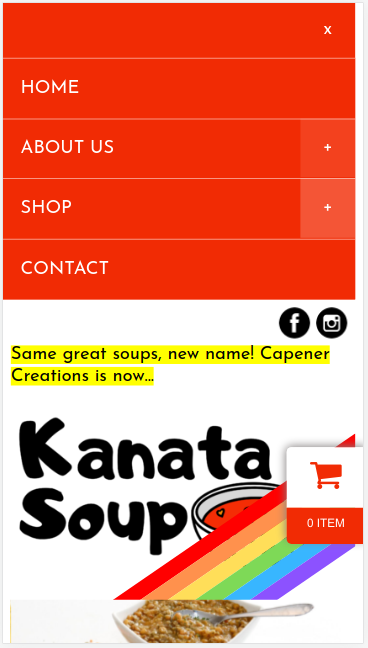 x
HOME
ABOUT US
+
SHOP
+
CONTACT
Same great soups, new name! Capener
Creations is now...
Kanata
Soup
0 ITEM